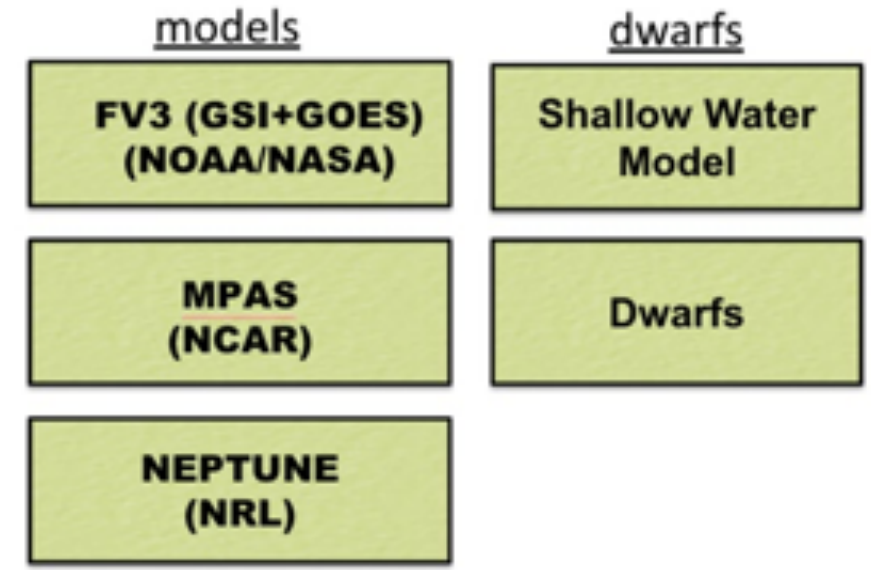 models
FV3 (GSI+GOES)
(NOAA/NASA)
MPAS
(NCAR)
NEPTUNE
(NRL)
dwarfs
Shallow Water
Model
Dwarfs